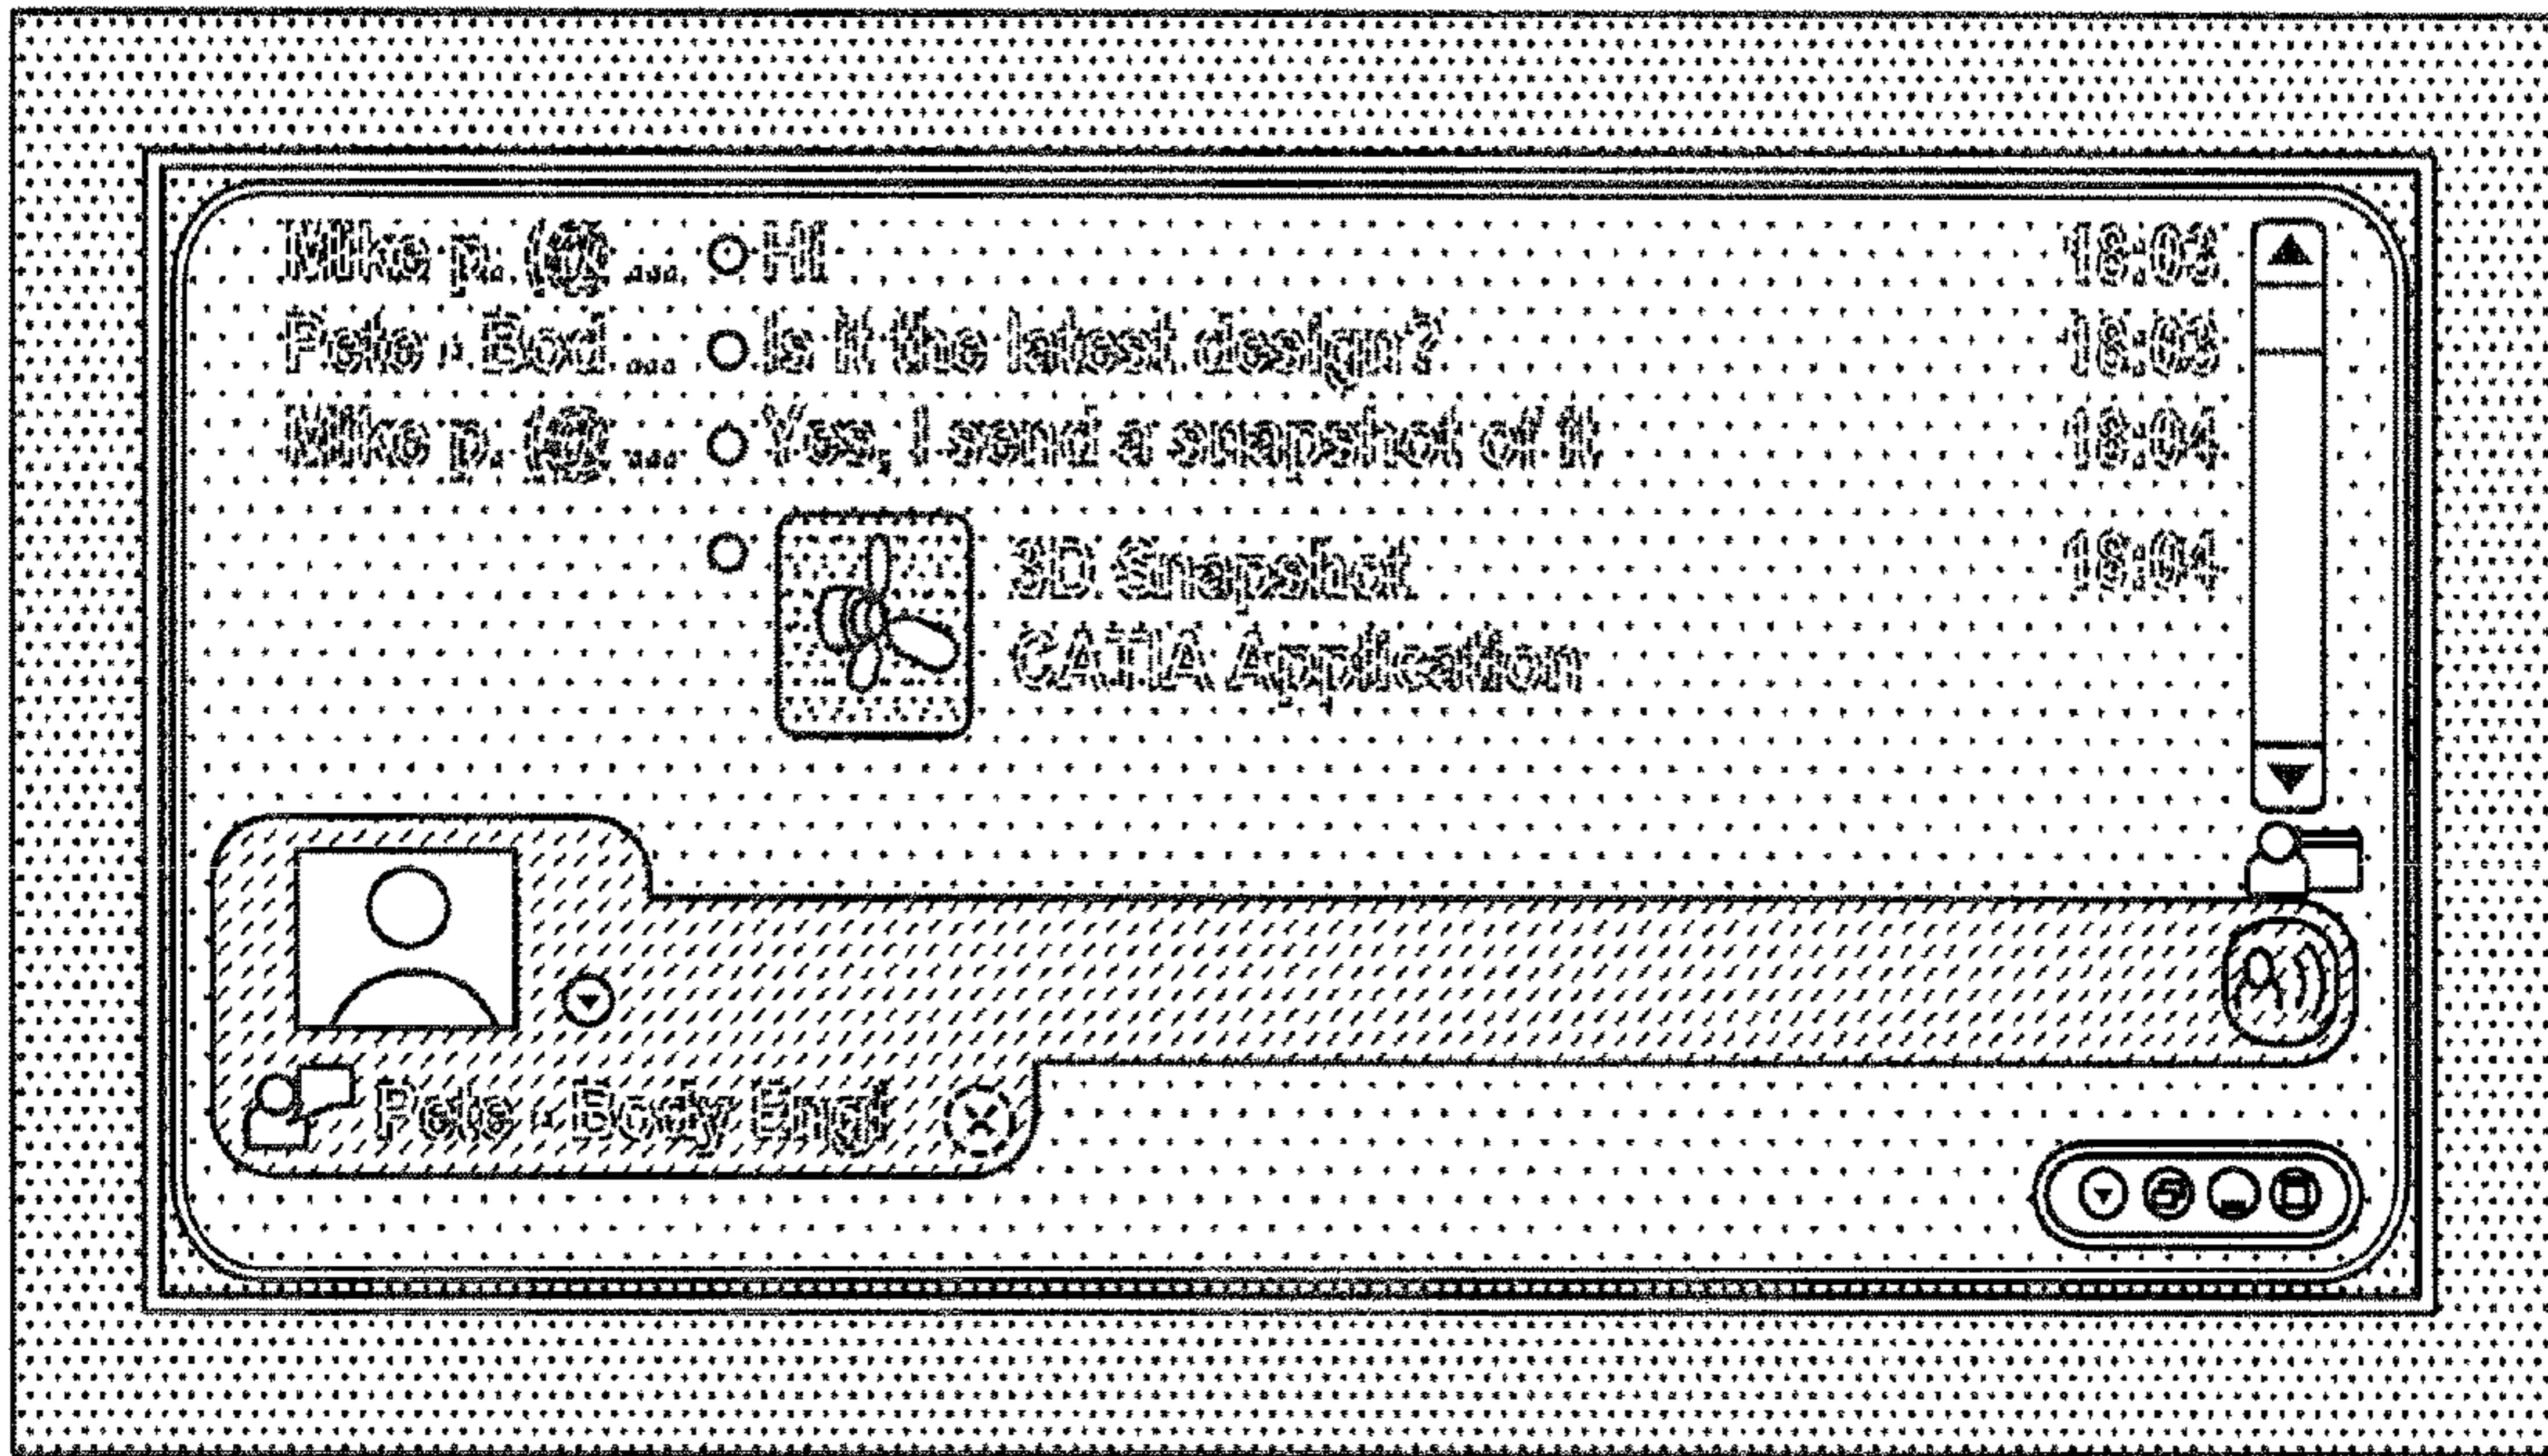 Mike p. (@ ... Hi 18:03
Pete - Bod ... Is it the latest design? 18:03
Mike p. (@ ... Yes, I send a snapshot of it 18:04
3D Snapshot 18:04
CATIA Application
Pete - Body Engi